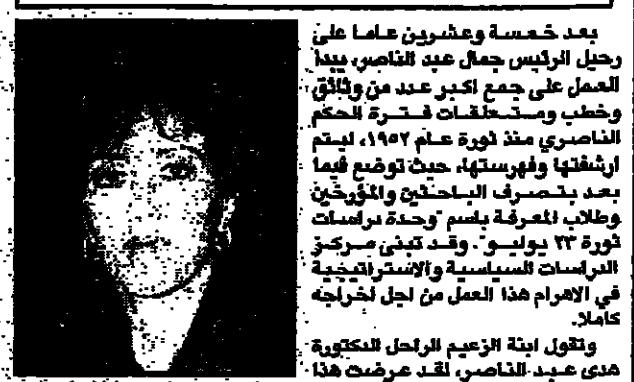 بعد خمسة وعشرين عاما على
رحيل الرئيس جمال عبد الناصر، يبدأ
العمل على جمع اكبر عدد من وثائق
وخطب ومتعلقات فترة الحكم
الناصري منذ ثورة عام ١٩٥٢، ليتم
ارشفتها وفهرستها، حيث توضع فيما
بعد بتصرف الباحثين والمؤرخين
وطلاب المعرفة باسم "وحدة دراسات
ثورة ٢٣ يوليو". وقد تبنى مركز
الدراسات السياسية والاستراتيجية
في الاهرام هذا العمل من اجل اخراجه
كاملا.
وتقول ابنة الزعيم الراحل الدكتورة
هدى عبد الناصر، لقد عرضت هذا